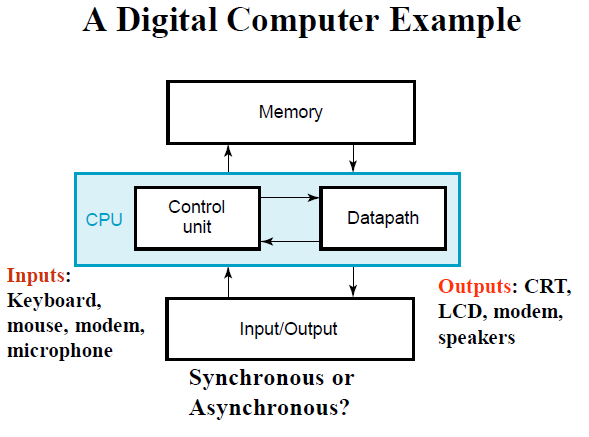 A Digital Computer Example
Memory
CPU
Control
unit
Datapath
Inputs:
Keyboard,
mouse, modem,
microphone
Input/Output
Outputs: CRT,
LCD, modem,
speakers
Synchronous or
Asynchronous?